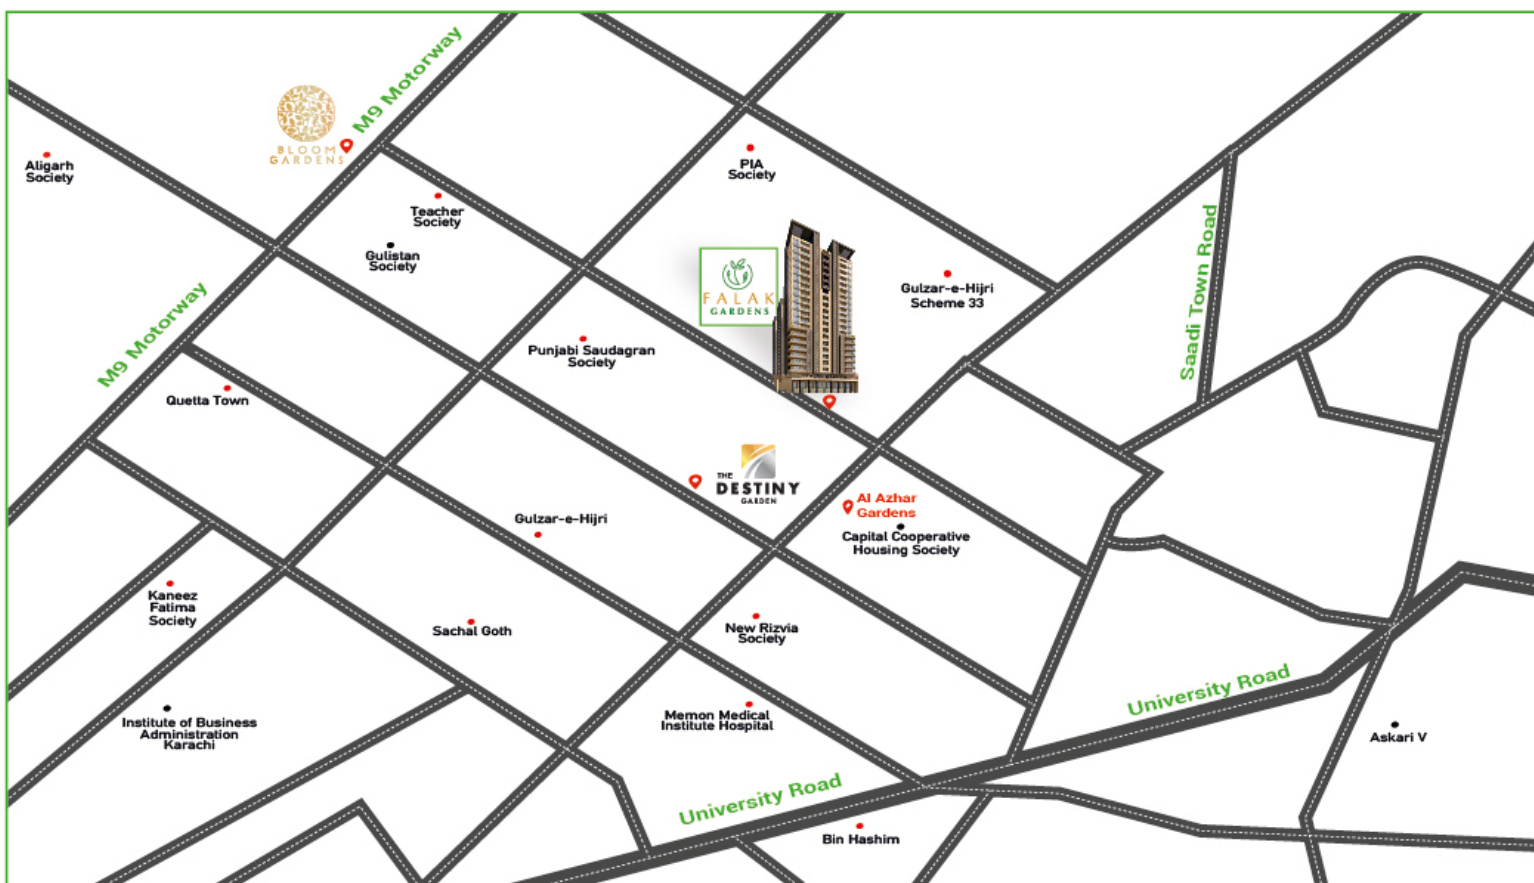 M9 Motorway
BLOOM
GARDENS
Aligarh
Society
PIA
Society
Teacher
Society
Gulistan
Society
FALAK
GARDENS
Gulzar-e-Hijri
Scheme 33
Saadi Town Road
M9 Motorway
Punjabi Saudagran
Society
Quetta Town
THE
DESTINY
GARDEN
Al Azhar
Gardens
Capital Cooperative
Housing Society
Gulzar-e-Hijri
Kaneez
Fatima
Society
Sachal Goth
New Rizvia
Society
Institute of Business
Administration
Karachi
Memon Medical
Institute Hospital
University Road
Askari V
University Road
Bin Hashim